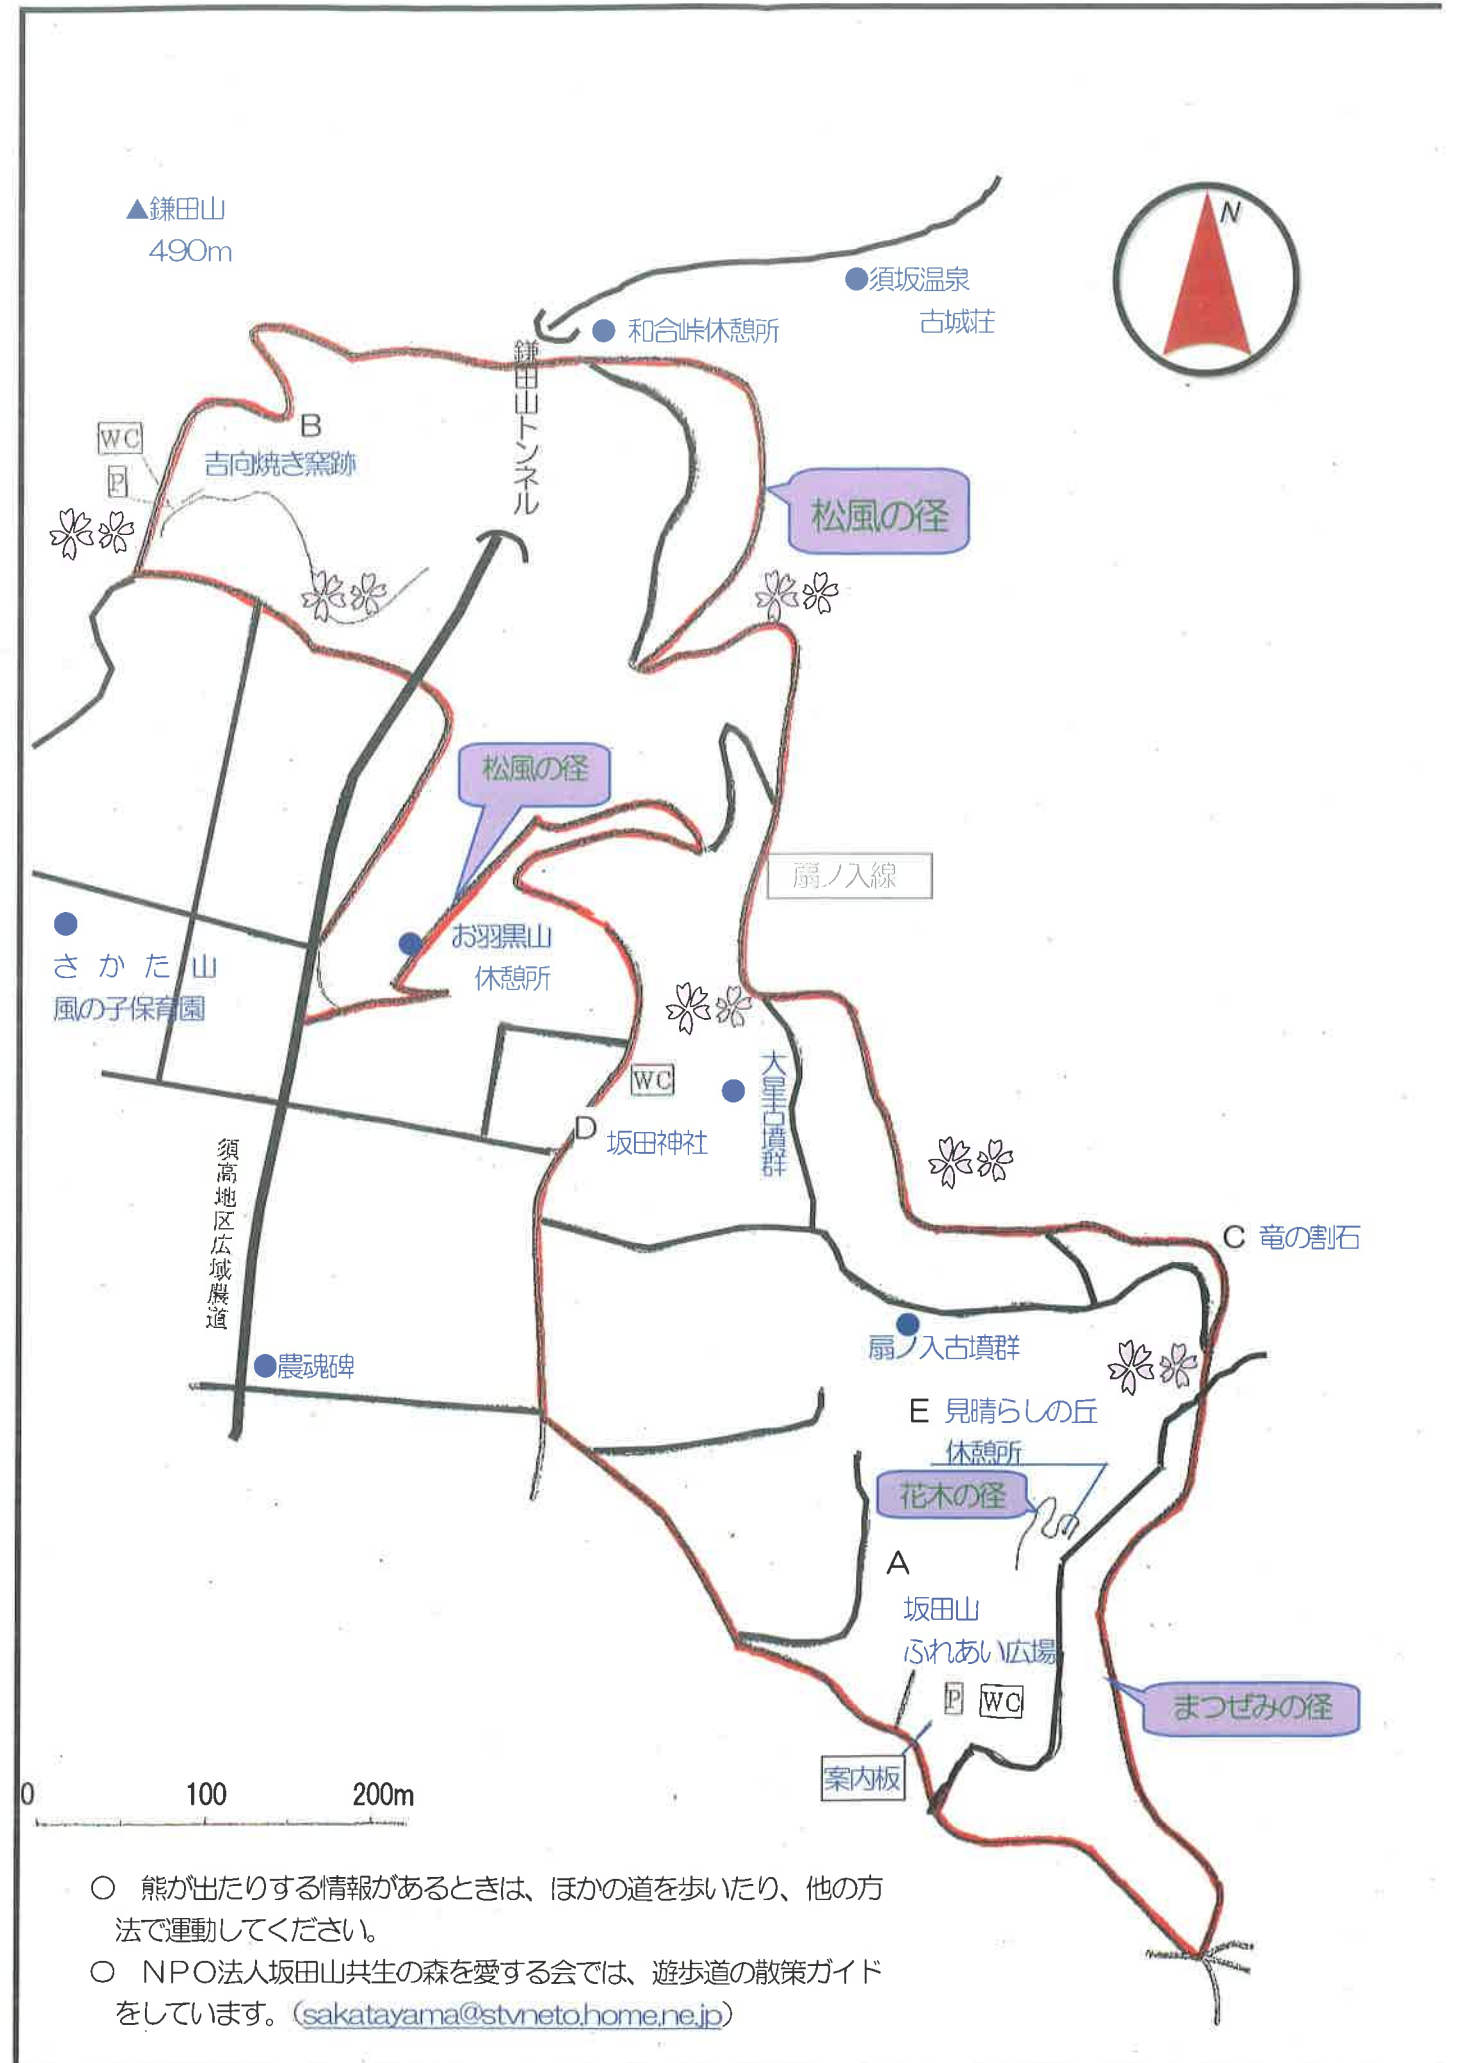 ▲鎌田山
490m
N
●須坂温泉
古城荘
● 和合峠休憩所
鎌田山トンネル
B
WC
吉向焼き窯跡
P
松風の径
松風の径
扇ノ入線
● お羽黒山
休憩所
●
さかた山
風の子保育園
WC
● 大星古墳群
D 坂田神社
須高地区広域農道
C 竜の割石
●
扇ノ入古墳群
●農魂碑
E 見晴らしの丘
休憩所
花木の径
A
坂田山
ふれあい広場
P WC
まつぜみの径
案内板
0 100 200m
○ 熊が出たりする情報があるときは、ほかの道を歩いたり、他の方
法で運動してください。
○ NPO法人坂田山共生の森を愛する会では、遊歩道の散策ガイド
をしています。(sakatayama@stvneto.home.ne.jp)